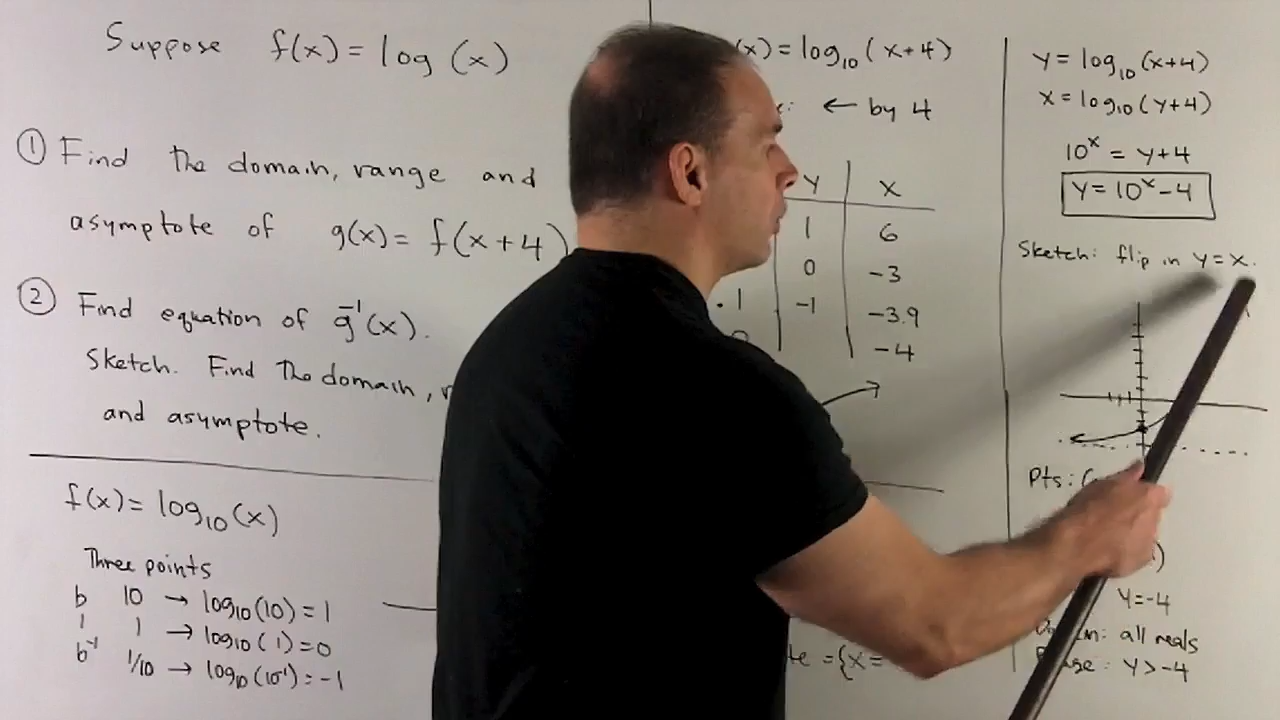 Suppose f(x) = log (x)
① Find the domain, range and
asymptote of g(x) = f(x+4)
② Find equation of g⁻¹(x).
Sketch. Find the domain,
and asymptote.
f(x) = log₁₀(x)
Three points
b 10 → log₁₀(10) = 1
1 1 → log₁₀(1) = 0
b⁻¹ 1/10 → log₁₀(10⁻¹) = -1
(x) = log₁₀(x+4)
← by 4
y x
1 6
0 -3
.1 -1 -3.9
-4
= {x =
y = log₁₀(x+4)
x = log₁₀(y+4)
10ˣ = y+4
y = 10ˣ - 4
Sketch: flip in y = x.
Pts: (
y = -4
all reals
y > -4